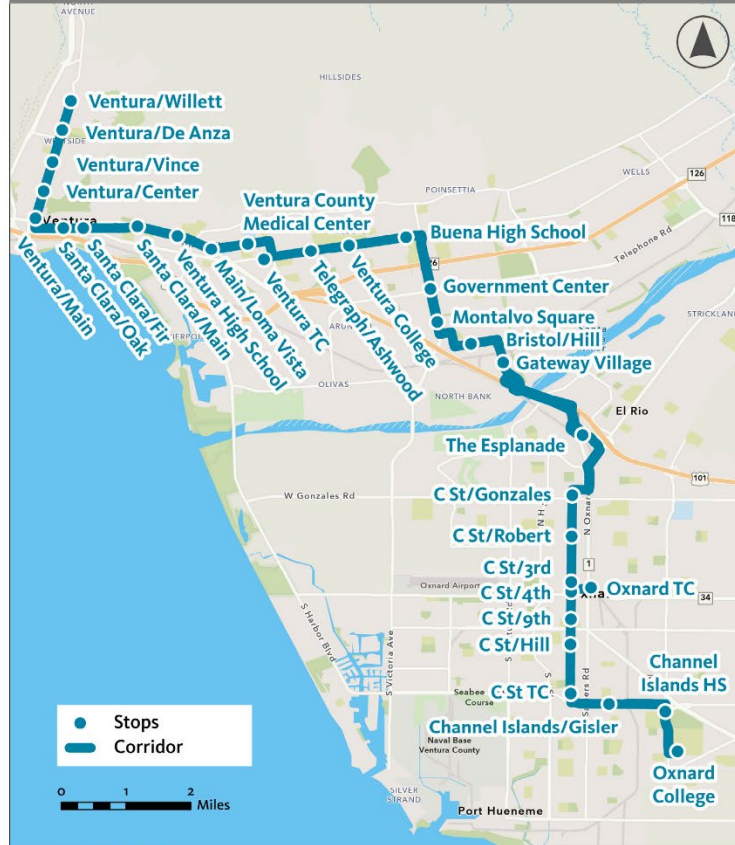 AVENUE
HILLSIDES
Ventura/Willett
Ventura/De Anza
Ventura/Vince
Ventura/Center
WELLS
126
POINSETTIA
118
Ventura County
Medical Center
Buena High School
Telephone Rd
Ventura
Ventura/Main
Santa Clara/Oak
Santa Clara/Fir
Santa Clara/Main
Ventura High School
Main/Loma Vista
Ventura TC
Telegraph/Ashwood
Ventura College
Government Center
Montalvo Square
Bristol/Hill
Gateway Village
OLIVAS
NORTH BANK
El Rio
The Esplanade
101
W Gonzales Rd
C St/Gonzales
C St/Robert
C St/3rd
1
Oxnard Airport
C St/4th
Oxnard TC
34
C St/9th
C St/Hill
S Harbor Blvd
S Victoria Ave
Channel
Islands HS
Seabee
Course
C St TC
Channel Islands/Gisler
Naval Base
Ventura County
Oxnard
College
SILVER
STRAND
Port Hueneme
Stops
Corridor
0 1 2
Miles